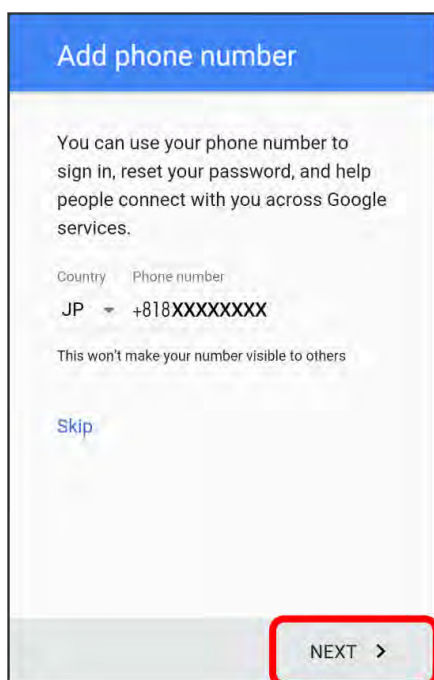 Add phone number
You can use your phone number to
sign in, reset your password, and help
people connect with you across Google
services.
Country Phone number
JP +818XXXXXXXX
This won't make your number visible to others
Skip
NEXT >